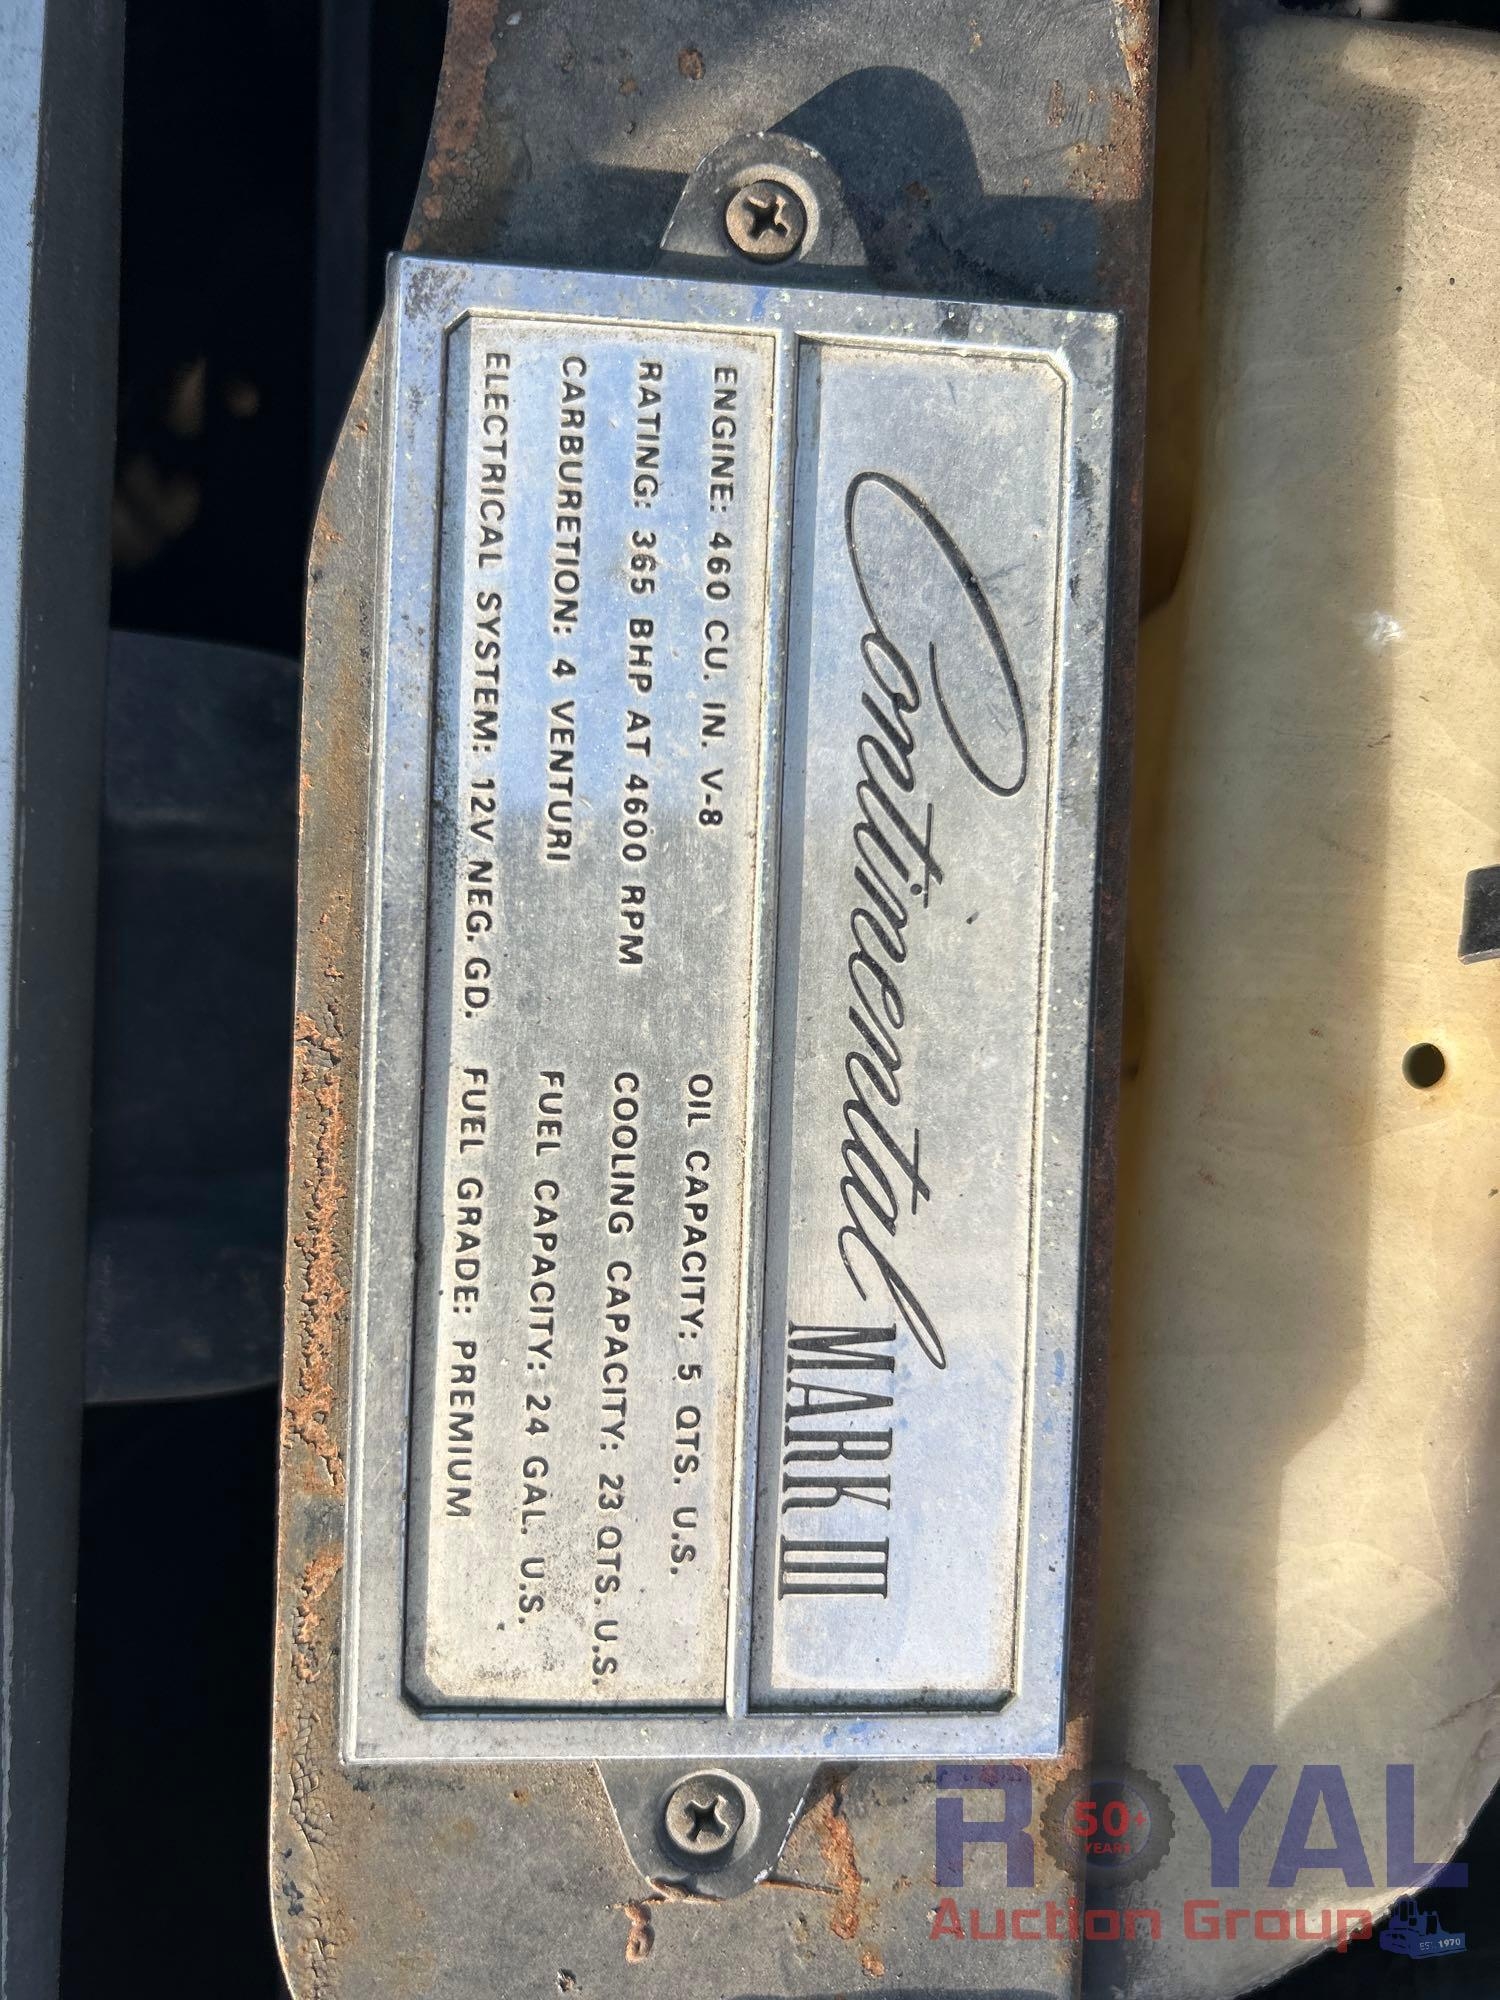 Continental MARK III
ENGINE: 460 CU. IN. V-8
RATING: 365 BHP AT 4600 RPM
CARBURETION: 4 VENTURI
ELECTRICAL SYSTEM: 12V NEG. GD.
OIL CAPACITY: 5 QTS. U.S.
COOLING CAPACITY: 23 QTS. U.S.
FUEL CAPACITY: 24 GAL. U.S.
FUEL GRADE: PREMIUM
ROYAL
50+
YEARS
Auction Group
EST. 1970